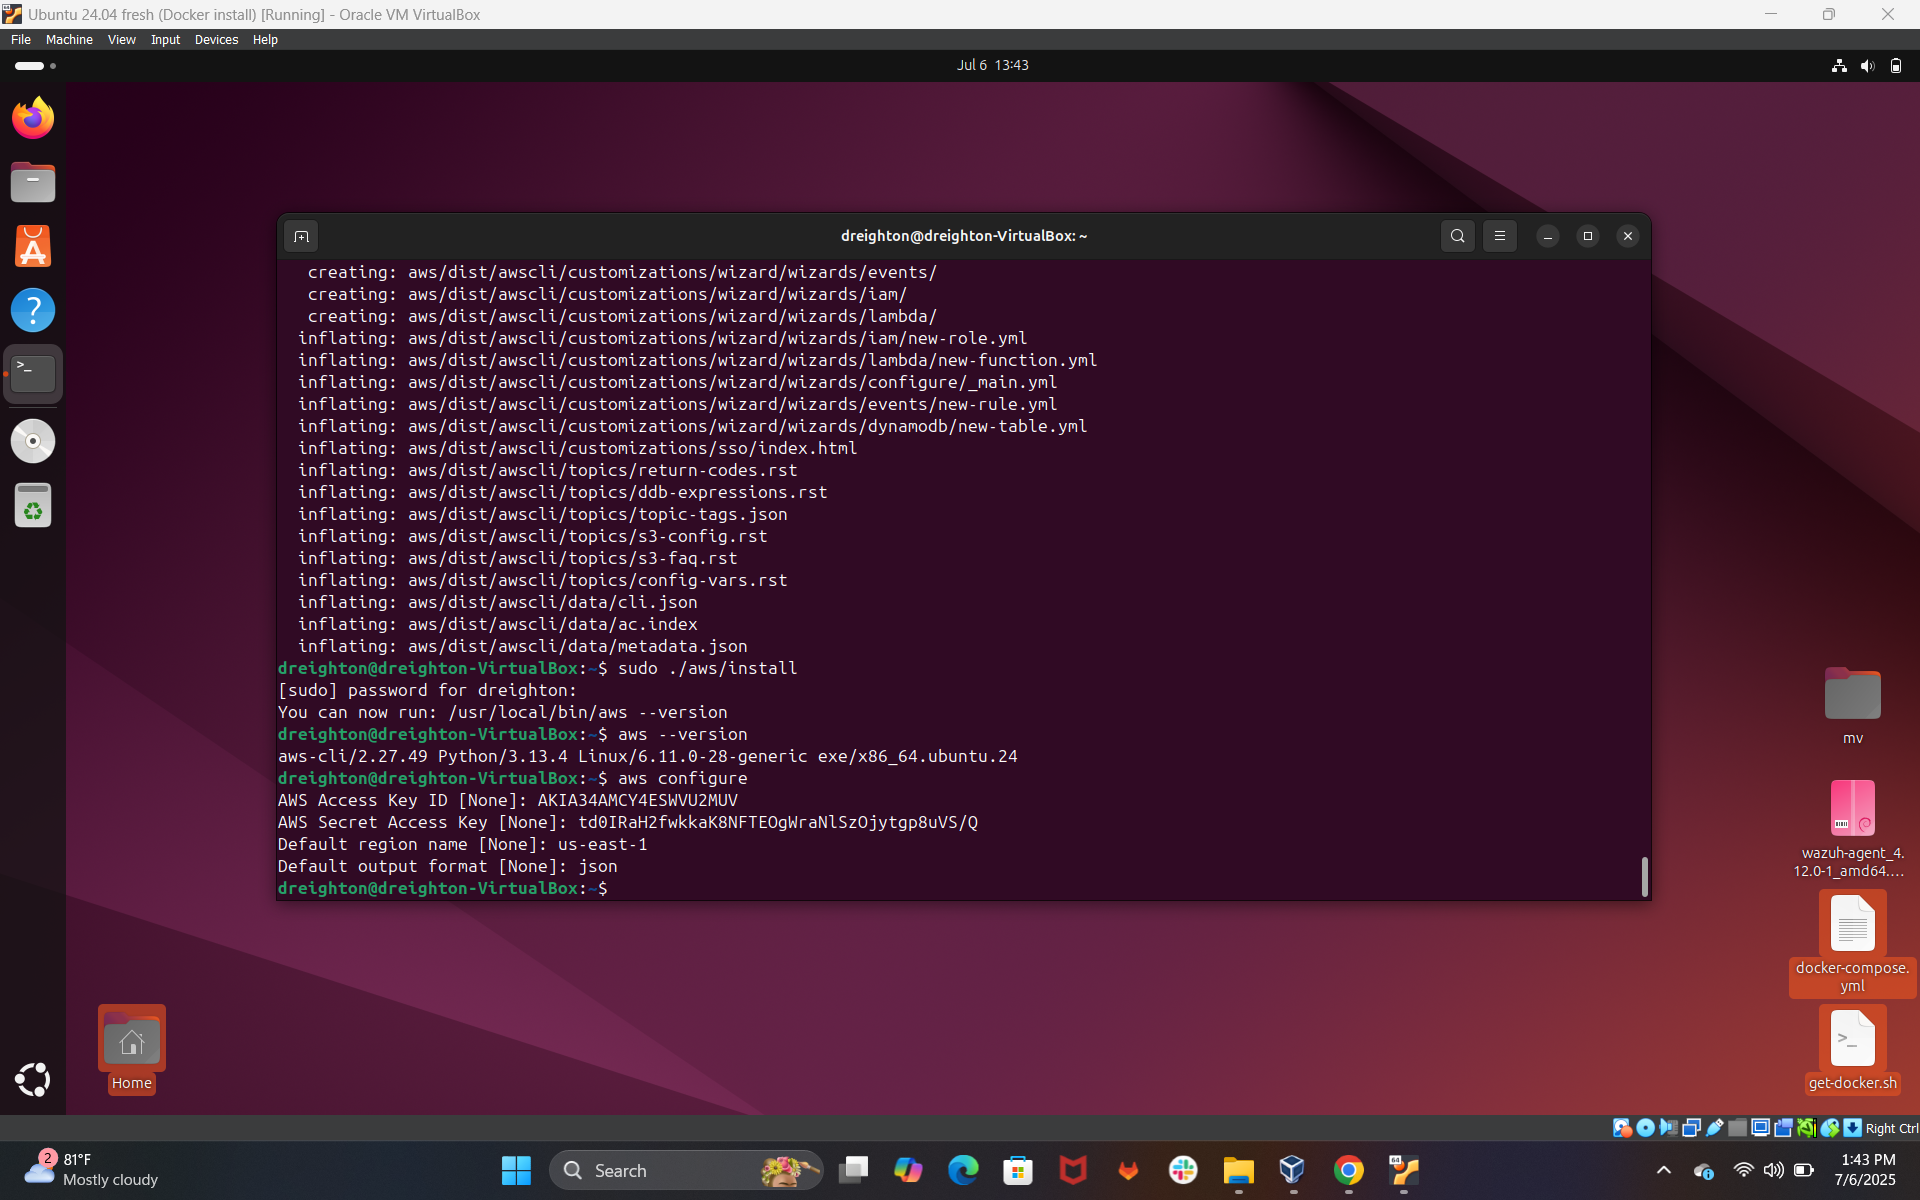 Ubuntu 24.04 fresh (Docker install) [Running] - Oracle VM VirtualBox
File Machine View Input Devices Help
Jul 6 13:43
dreighton@dreighton-VirtualBox: ~
creating: aws/dist/awscli/customizations/wizard/wizards/events/
creating: aws/dist/awscli/customizations/wizard/wizards/iam/
creating: aws/dist/awscli/customizations/wizard/wizards/lambda/
inflating: aws/dist/awscli/customizations/wizard/wizards/iam/new-role.yml
inflating: aws/dist/awscli/customizations/wizard/wizards/lambda/new-function.yml
inflating: aws/dist/awscli/customizations/wizard/wizards/configure/_main.yml
inflating: aws/dist/awscli/customizations/wizard/wizards/events/new-rule.yml
inflating: aws/dist/awscli/customizations/wizard/wizards/dynamodb/new-table.yml
inflating: aws/dist/awscli/customizations/sso/index.html
inflating: aws/dist/awscli/topics/return-codes.rst
inflating: aws/dist/awscli/topics/ddb-expressions.rst
inflating: aws/dist/awscli/topics/topic-tags.json
inflating: aws/dist/awscli/topics/s3-config.rst
inflating: aws/dist/awscli/topics/s3-faq.rst
inflating: aws/dist/awscli/topics/config-vars.rst
inflating: aws/dist/awscli/data/cli.json
inflating: aws/dist/awscli/data/ac.index
inflating: aws/dist/awscli/data/metadata.json
dreighton@dreighton-VirtualBox:~$ sudo ./aws/install
[sudo] password for dreighton:
You can now run: /usr/local/bin/aws --version
dreighton@dreighton-VirtualBox:~$ aws --version
aws-cli/2.27.49 Python/3.13.4 Linux/6.11.0-28-generic exe/x86_64.ubuntu.24
dreighton@dreighton-VirtualBox:~$ aws configure
AWS Access Key ID [None]: AKIA34AMCY4ESWVU2MUV
AWS Secret Access Key [None]: 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
Default region name [None]: us-east-1
Default output format [None]: json
dreighton@dreighton-VirtualBox:~$
mv
wazuh-agent_4.
12.0-1_amd64....
docker-compose.
yml
get-docker.sh
Home
Right Ctrl
2
81°F
Mostly cloudy
Search
64
1:43 PM
7/6/2025